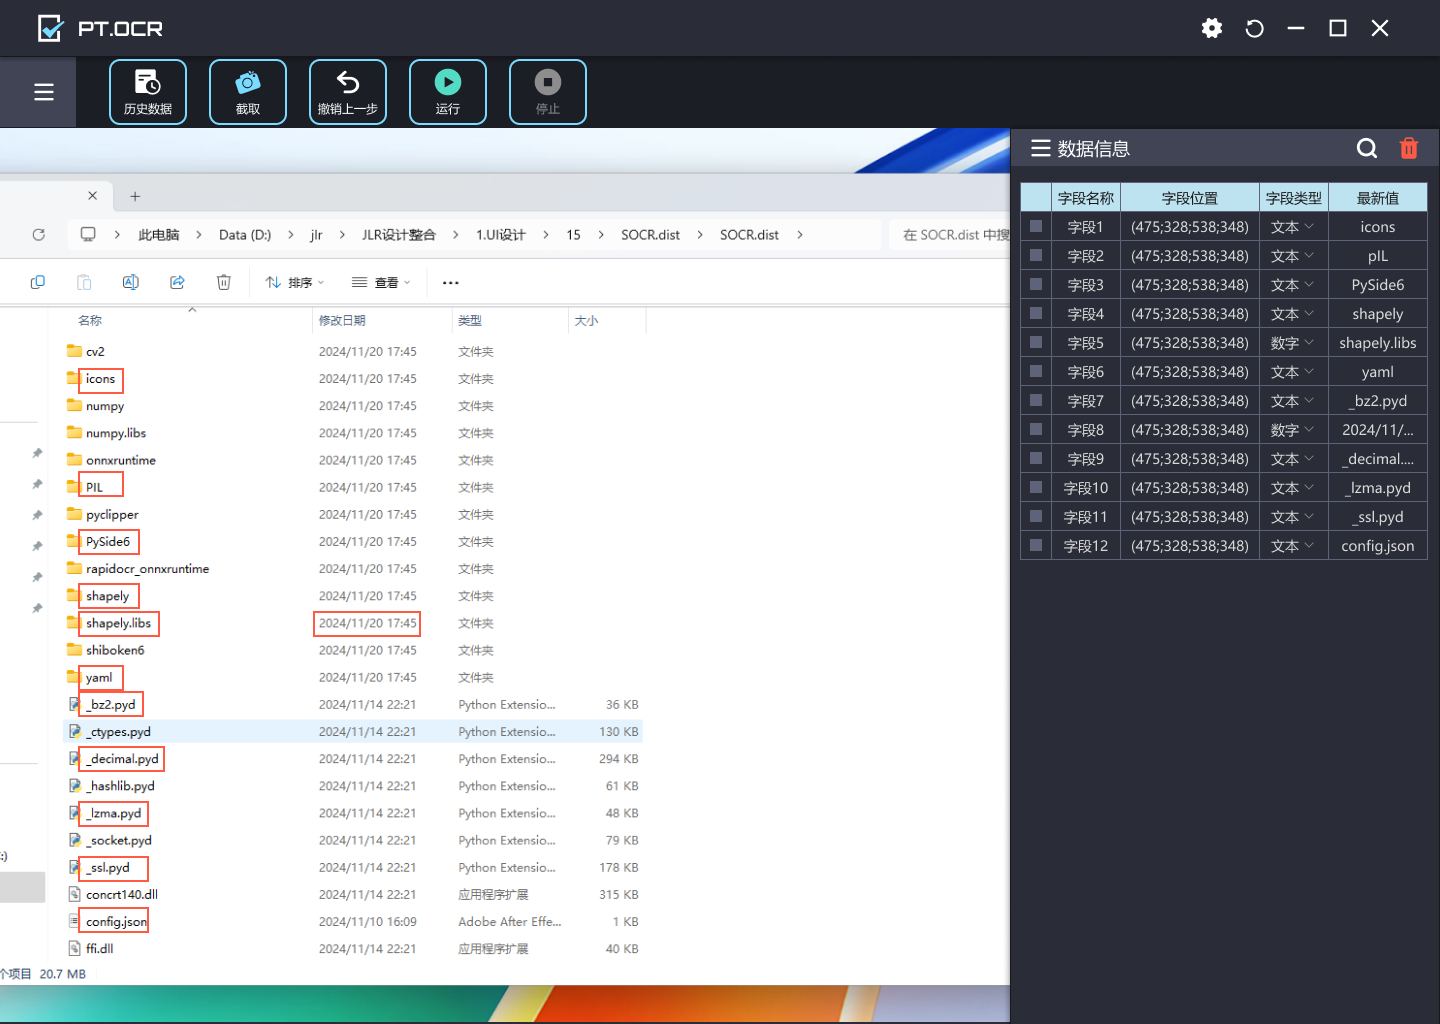 PT.OCR
历史数据 截取 撤销上一步 运行 停止
数据信息
此电脑 Data (D:) jlr JLR设计整合 1.UI设计 15 SOCR.dist SOCR.dist 在 SOCR.dist 中搜
排序 查看
名称 修改日期 类型 大小
cv2 2024/11/20 17:45 文件夹
icons 2024/11/20 17:45 文件夹
numpy 2024/11/20 17:45 文件夹
numpy.libs 2024/11/20 17:45 文件夹
onnxruntime 2024/11/20 17:45 文件夹
PIL 2024/11/20 17:45 文件夹
pyclipper 2024/11/20 17:45 文件夹
PySide6 2024/11/20 17:45 文件夹
rapidocr_onnxruntime 2024/11/20 17:45 文件夹
shapely 2024/11/20 17:45 文件夹
shapely.libs 2024/11/20 17:45 文件夹
shiboken6 2024/11/20 17:45 文件夹
yaml 2024/11/20 17:45 文件夹
_bz2.pyd 2024/11/14 22:21 Python Extensio... 36 KB
_ctypes.pyd 2024/11/14 22:21 Python Extensio... 130 KB
_decimal.pyd 2024/11/14 22:21 Python Extensio... 294 KB
_hashlib.pyd 2024/11/14 22:21 Python Extensio... 61 KB
_lzma.pyd 2024/11/14 22:21 Python Extensio... 48 KB
_socket.pyd 2024/11/14 22:21 Python Extensio... 79 KB
_ssl.pyd 2024/11/14 22:21 Python Extensio... 178 KB
concrt140.dll 2024/11/14 22:21 应用程序扩展 315 KB
config.json 2024/11/10 16:09 Adobe After Effe... 1 KB
ffi.dll 2024/11/14 22:21 应用程序扩展 40 KB
:)
个项目 20.7 MB
字段名称 字段位置 字段类型 最新值
字段1 (475;328;538;348) 文本 icons
字段2 (475;328;538;348) 文本 pIL
字段3 (475;328;538;348) 文本 PySide6
字段4 (475;328;538;348) 文本 shapely
字段5 (475;328;538;348) 数字 shapely.libs
字段6 (475;328;538;348) 文本 yaml
字段7 (475;328;538;348) 文本 _bz2.pyd
字段8 (475;328;538;348) 数字 2024/11/...
字段9 (475;328;538;348) 文本 _decimal....
字段10 (475;328;538;348) 文本 _lzma.pyd
字段11 (475;328;538;348) 文本 _ssl.pyd
字段12 (475;328;538;348) 文本 config.json